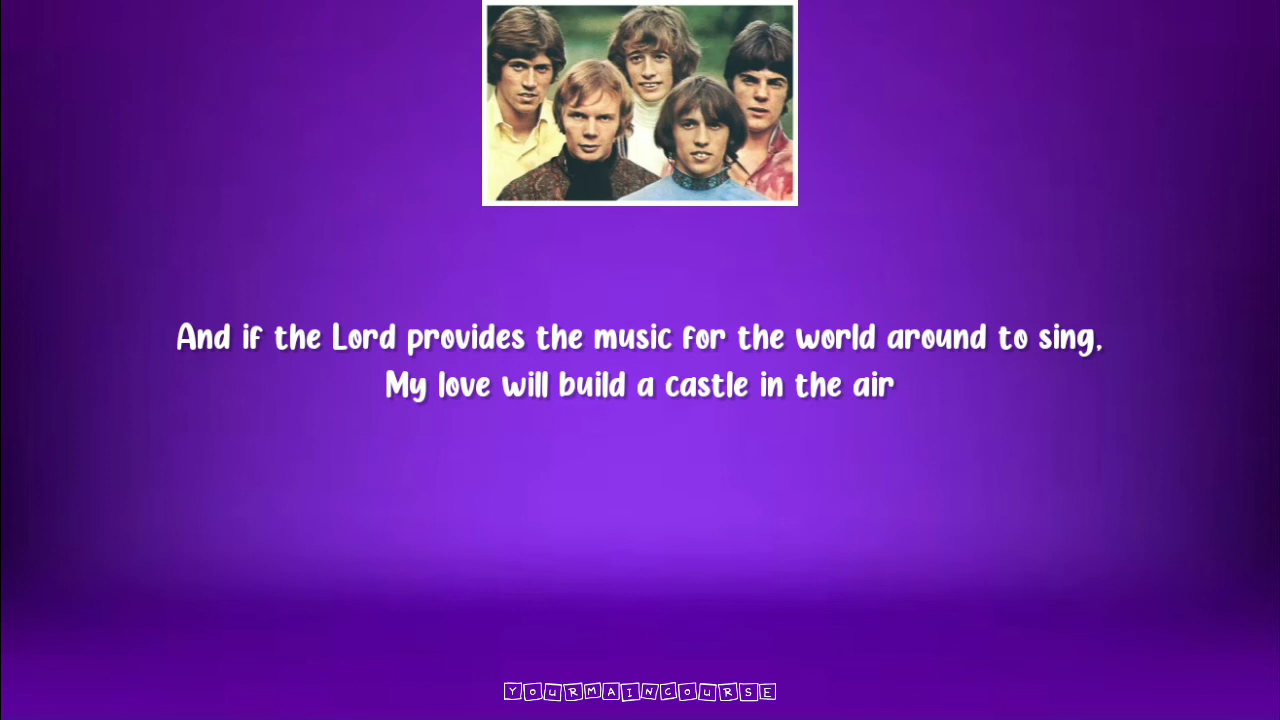 And if the Lord provides the music for the world around to sing,
My love will build a castle in the air
YOURMAINCOURSE